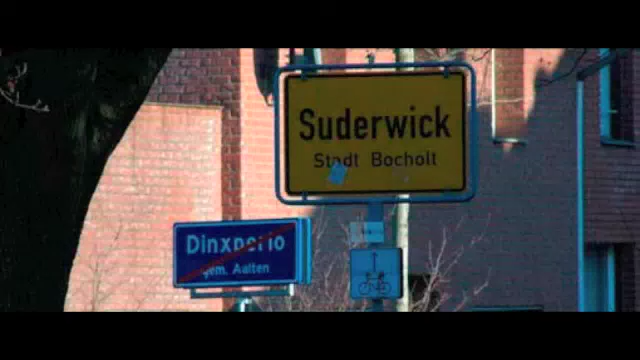 Suderwick
Stadt Bocholt
Dinxperlo
gem. Aalten